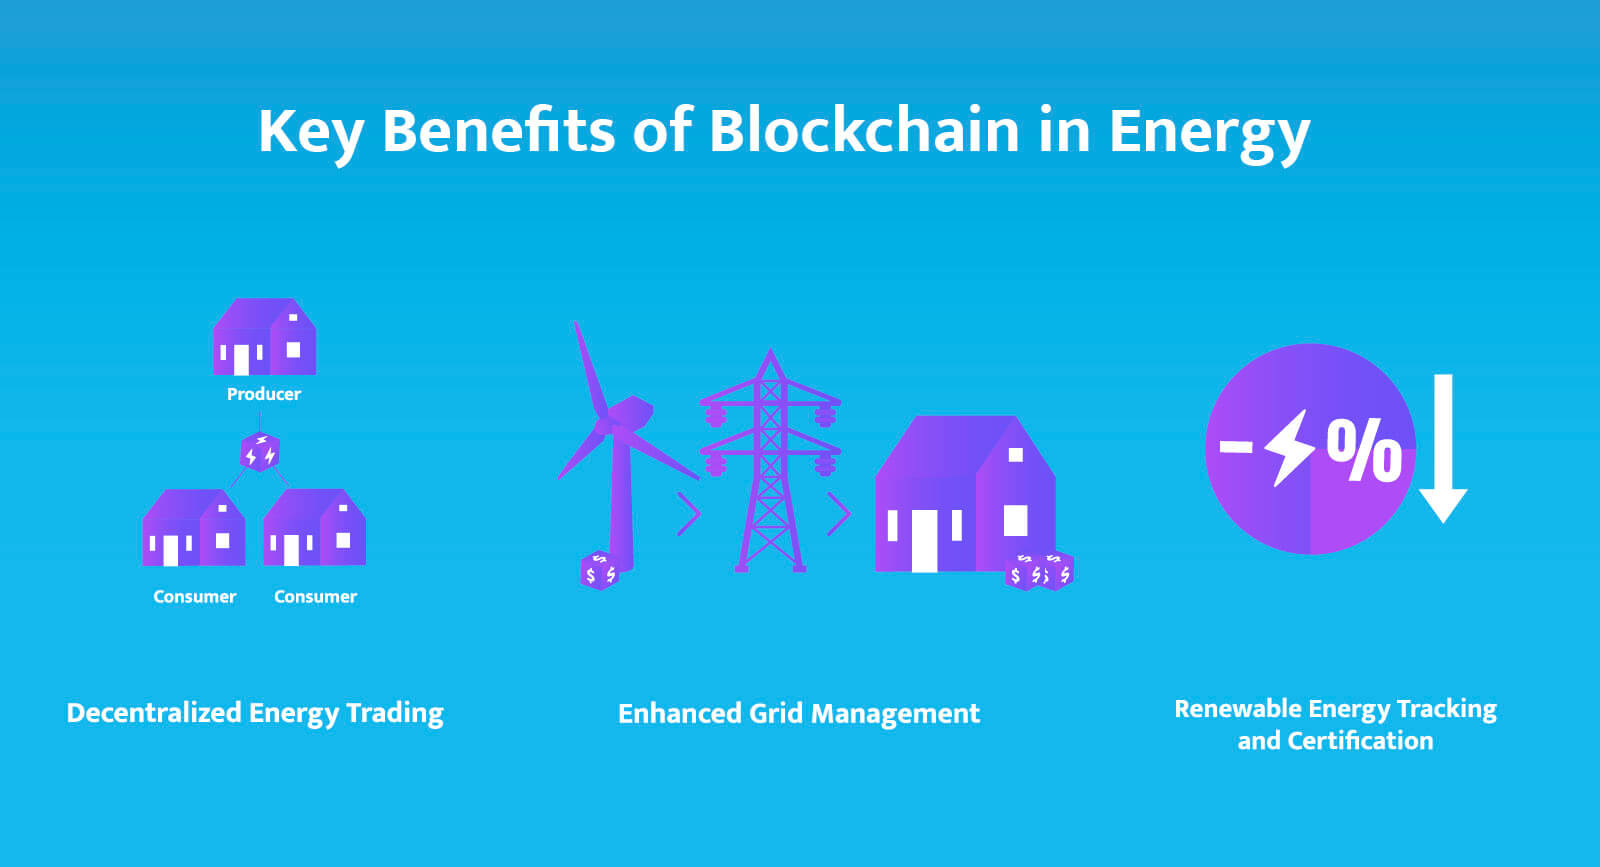 Key Benefits of Blockchain in Energy
Producer
Consumer
Consumer
$
$
$
- %
Decentralized Energy Trading
Enhanced Grid Management
Renewable Energy Tracking
and Certification